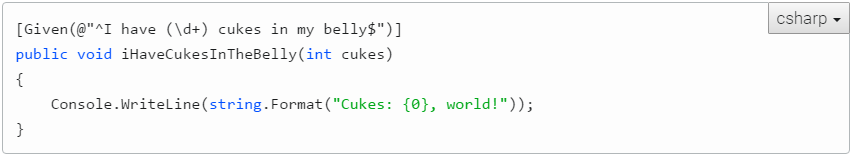 csharp
[Given(@"^I have (\d+) cukes in my belly$")]
public void iHaveCukesInTheBelly(int cukes)
{
    Console.WriteLine(string.Format("Cukes: {0}, world!"));
}